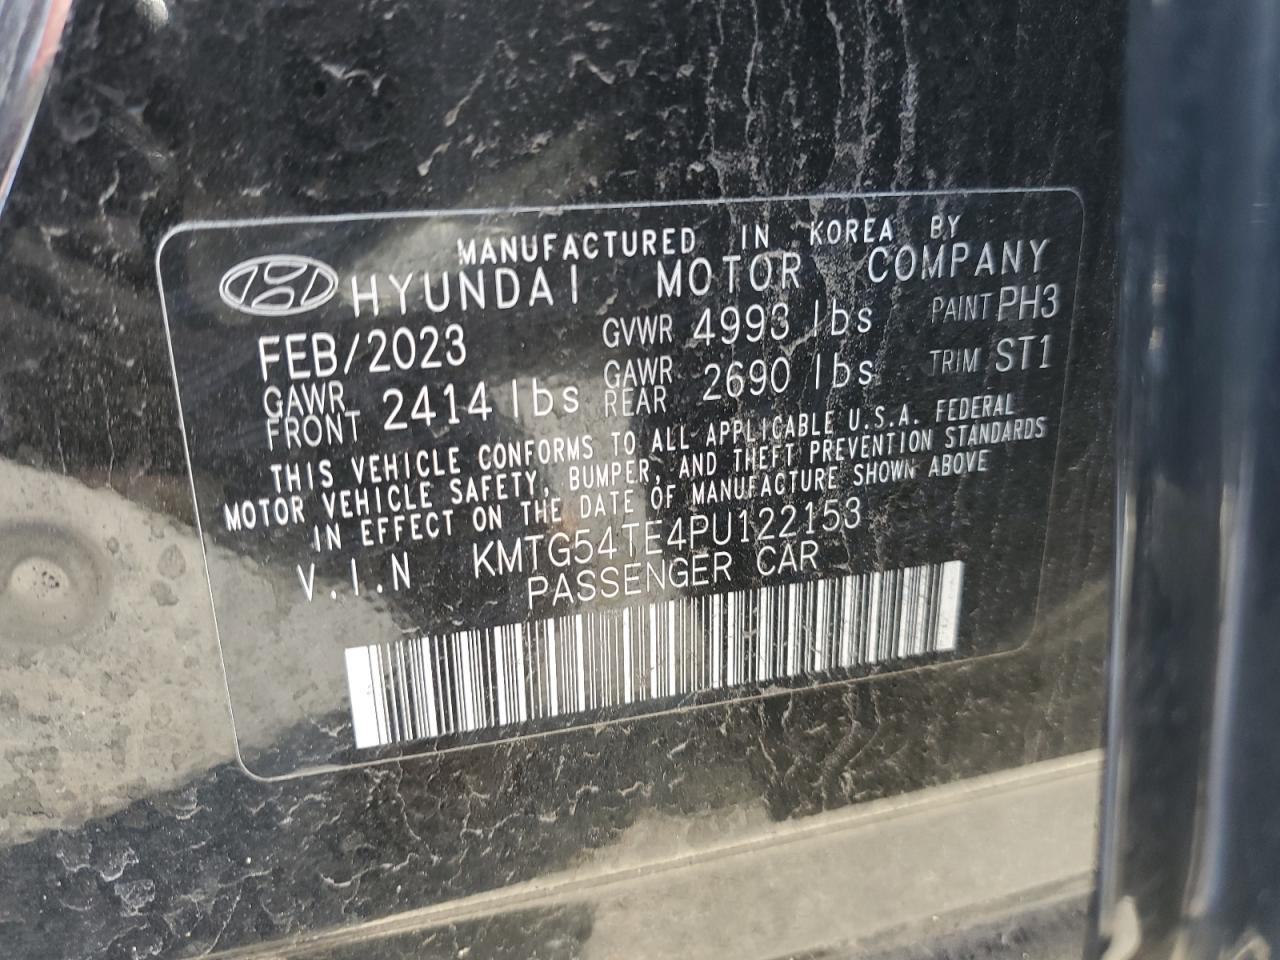 MANUFACTURED IN KOREA BY
HYUNDAI MOTOR COMPANY
FEB/2023 GVWR 4993 lbs PAINT PH3
GAWR FRONT 2414 lbs GAWR REAR 2690 lbs TRIM ST1
THIS VEHICLE CONFORMS TO ALL APPLICABLE U.S.A. FEDERAL
MOTOR VEHICLE SAFETY, BUMPER, AND THEFT PREVENTION STANDARDS
IN EFFECT ON THE DATE OF MANUFACTURE SHOWN ABOVE
V.I.N KMTG54TE4PU122153
PASSENGER CAR